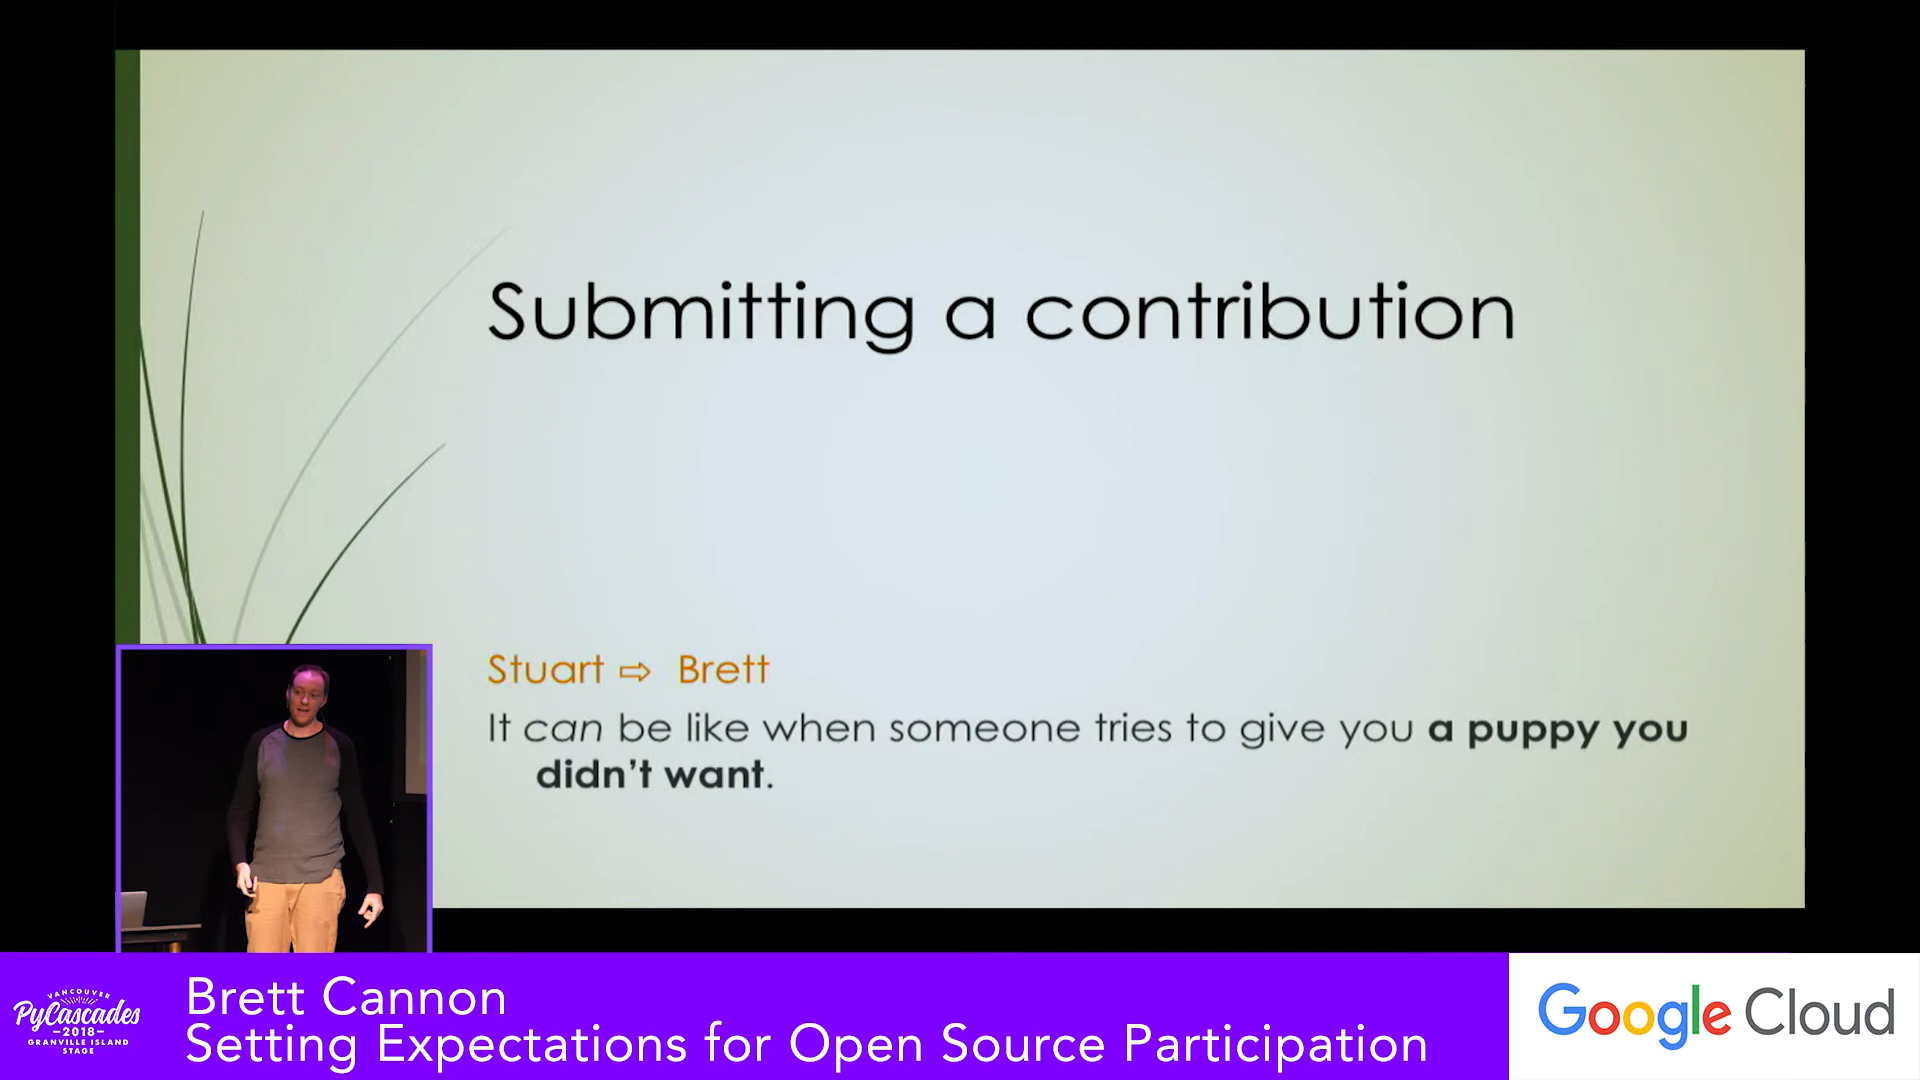 Submitting a contribution
Stuart ⇨ Brett
It can be like when someone tries to give you a puppy you
didn't want.
VANCOUVER
PyCascades
2018
GRANVILLE ISLAND
STAGE
Brett Cannon
Setting Expectations for Open Source Participation
Google Cloud